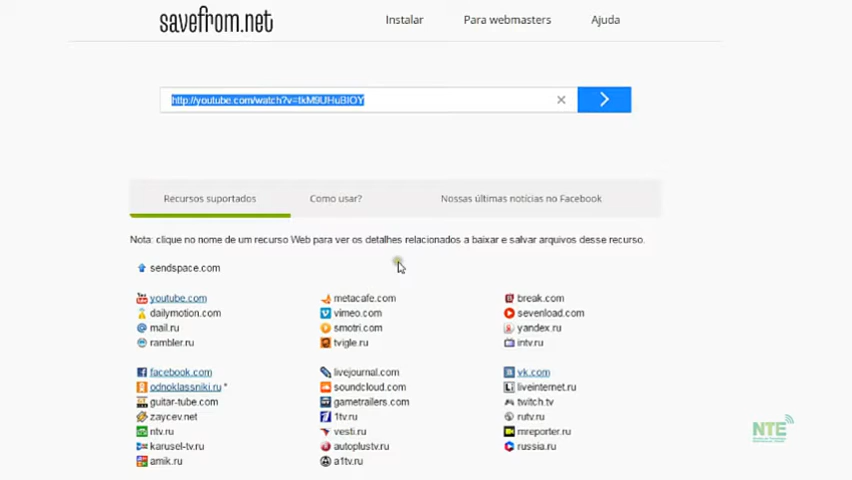 savefrom.net
Instalar Para webmasters Ajuda
http://youtube.com/watch?v=tkM9UHuBIOY
Recursos suportados Como usar? Nossas últimas notícias no Facebook
Nota: clique no nome de um recurso Web para ver os detalhes relacionados a baixar e salvar arquivos desse recurso.
sendspace.com
youtube.com metacafe.com break.com
dailymotion.com vimeo.com sevenload.com
mail.ru smotri.com yandex.ru
rambler.ru tvigle.ru intv.ru
facebook.com livejournal.com vk.com
odnoklassniki.ru * soundcloud.com liveinternet.ru
guitar-tube.com gametrailers.com twitch.tv
zaycev.net 1tv.ru rutv.ru
ntv.ru vesti.ru mreporter.ru
karusel-tv.ru autoplustv.ru russia.ru
amik.ru a1tv.ru
NTE